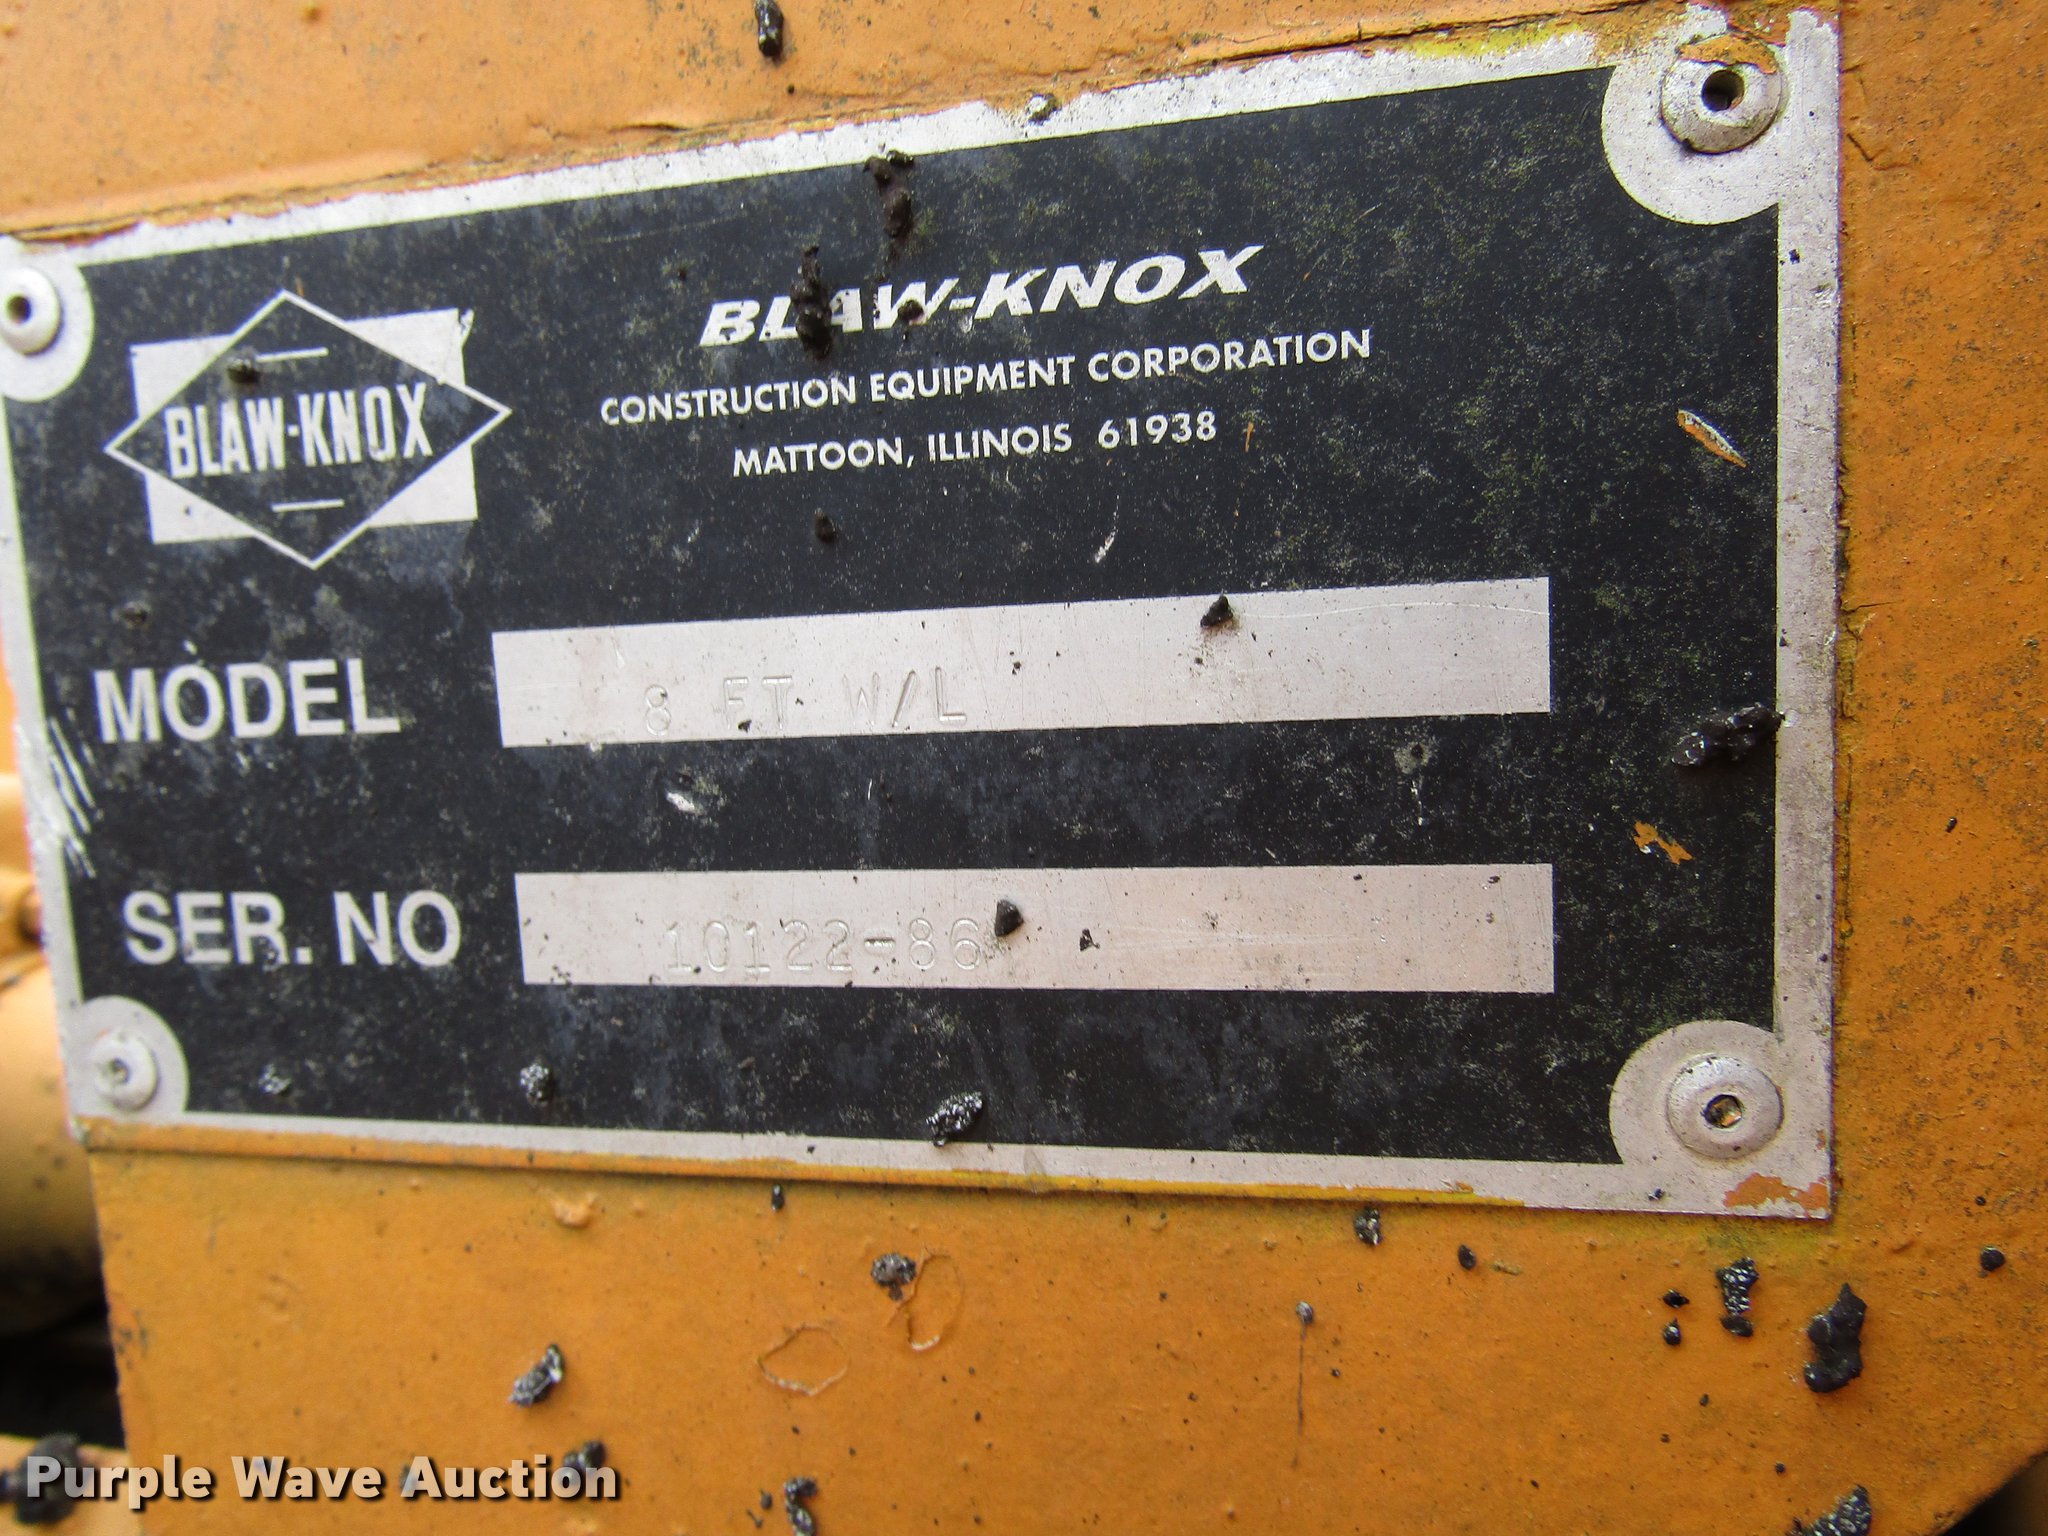 BLAW-KNOX
BLAW-KNOX
CONSTRUCTION EQUIPMENT CORPORATION
MATTOON, ILLINOIS 61938
MODEL 8 FT W/L
SER. NO 10122-86
Purple Wave Auction